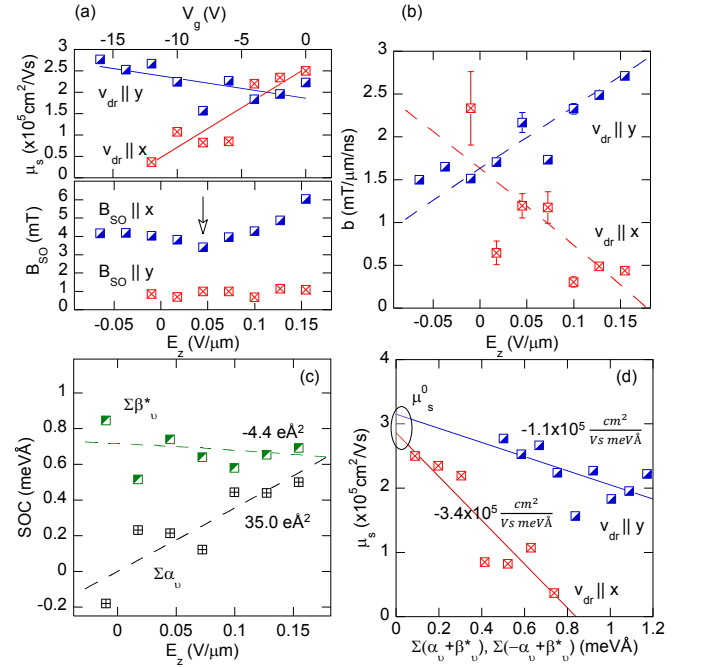 (a)
V_g(V)
-15 -10 -5 0
3
2.5
2
1.5
1
0.5
0
μ_s (x10^5cm^2/Vs)
v_dr || y
v_dr || x
6
5
4
3
2
1
0
B_SO (mT)
B_SO || x
B_SO || y
-0.05 0 0.05 0.1 0.15
E_z (V/μm)
(b)
3
2.5
2
1.5
1
0.5
0
b (mT/μm/ns)
v_dr || y
v_dr || x
-0.05 0 0.05 0.1 0.15
E_z (V/μm)
(c)
1
0.8
0.6
0.4
0.2
0
-0.2
SOC (meVÅ)
Σβ*_υ
-4.4 eÅ^2
35.0 eÅ^2
Σα_υ
0 0.05 0.1 0.15
E_z (V/μm)
(d)
4
3
2
1
0
μ_s (x10^5cm^2/Vs)
μ_s^0
-1.1x10^5 cm^2/Vs meVÅ
-3.4x10^5 cm^2/Vs meVÅ
v_dr || y
v_dr || x
0 0.2 0.4 0.6 0.8 1 1.2
Σ(α_υ+β*_υ), Σ(-α_υ+β*_υ) (meVÅ)